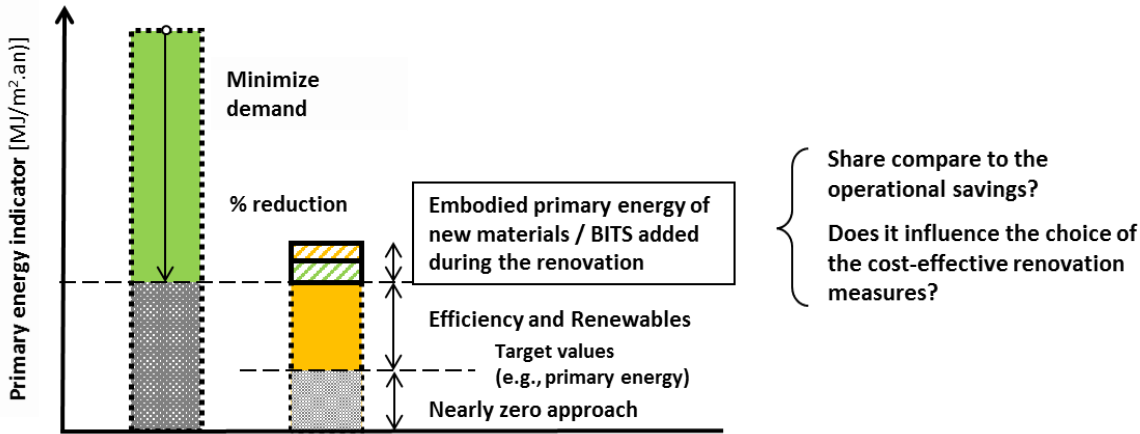 Primary energy indicator [MJ/m².an)]
Minimize
demand
% reduction
Embodied primary energy of
new materials / BITS added
during the renovation
Efficiency and Renewables
Target values
(e.g., primary energy)
Nearly zero approach
Share compare to the
operational savings?
Does it influence the choice of
the cost-effective renovation
measures?